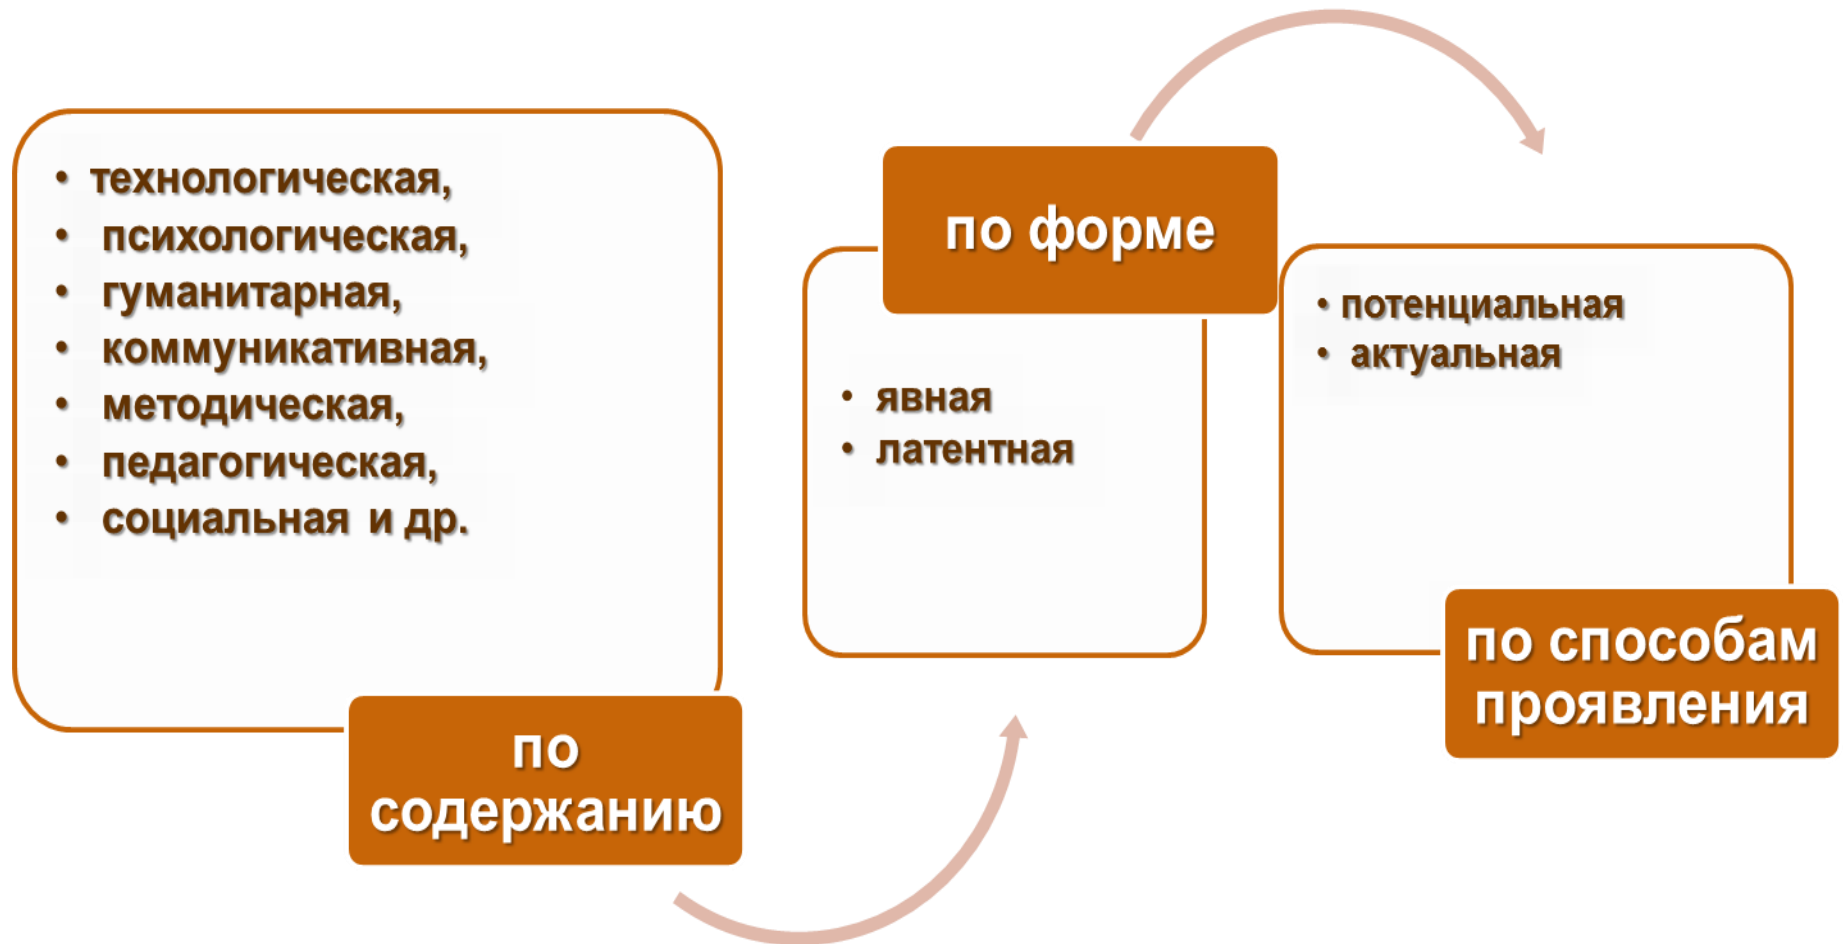 • технологическая,
• психологическая,
• гуманитарная,
• коммуникативная,
• методическая,
• педагогическая,
• социальная и др.
по
содержанию
по форме
• явная
• латентная
• потенциальная
• актуальная
по способам
проявления